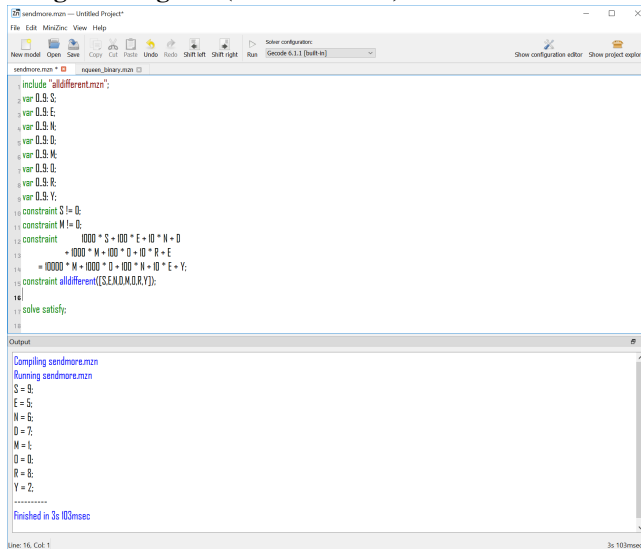 sendmore.mzn — Untitled Project*
File Edit MiniZinc View Help
Solver configuration:
New model Open Save Copy Cut Paste Undo Redo Shift left Shift right Run Gecode 6.1.1 [built-in] Show configuration editor Show project explor
sendmore.mzn * nqueen_binary.mzn
1 include "alldifferent.mzn";
2 var 0..9: S;
3 var 0..9: E;
4 var 0..9: N;
5 var 0..9: D;
6 var 0..9: M;
7 var 0..9: O;
8 var 0..9: R;
9 var 0..9: Y;
10 constraint S != 0;
11 constraint M != 0;
12 constraint 1000 * S + 100 * E + 10 * N + D
13 + 1000 * M + 100 * O + 10 * R + E
14 = 10000 * M + 1000 * O + 100 * N + 10 * E + Y;
15 constraint alldifferent([S,E,N,D,M,O,R,Y]);
16
17 solve satisfy;
18
Output
Compiling sendmore.mzn
Running sendmore.mzn
S = 9;
E = 5;
N = 6;
D = 7;
M = 1;
O = 0;
R = 8;
Y = 2;
----------
Finished in 3s 103msec
Line: 16, Col: 1 3s 103msec